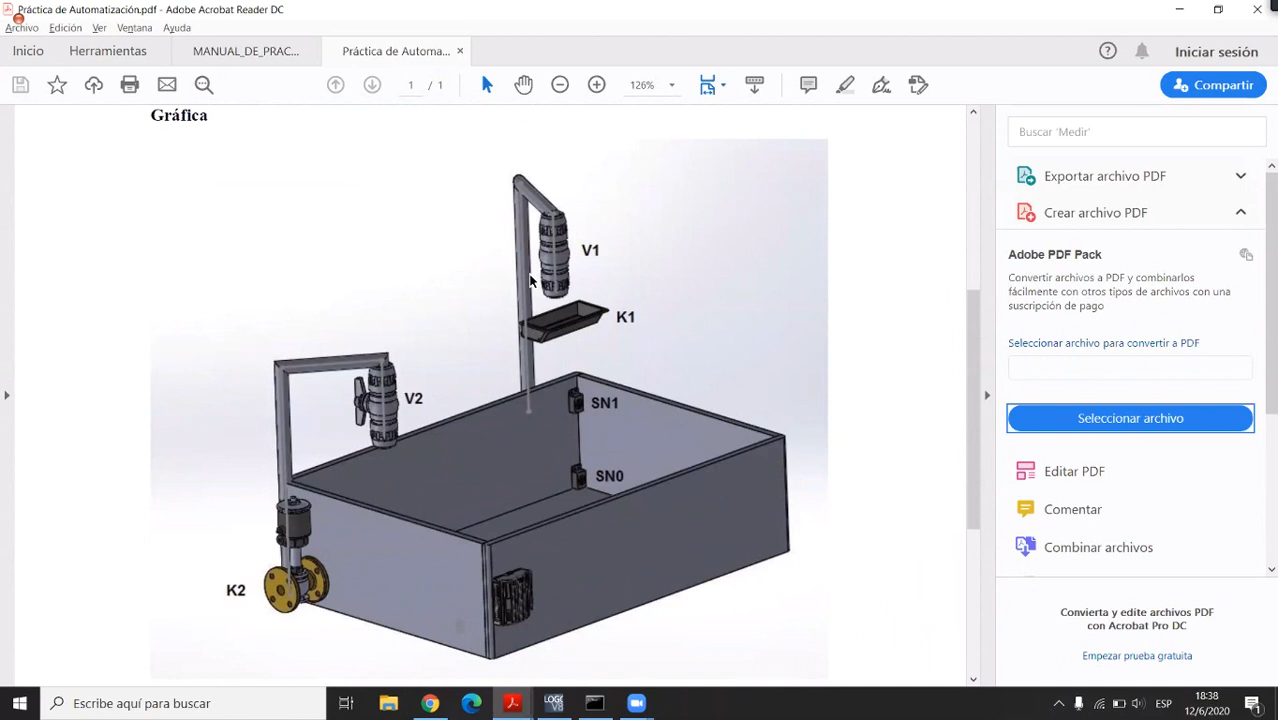 Práctica de Automatización.pdf - Adobe Acrobat Reader DC
Archivo Edición Ver Ventana Ayuda
Inicio Herramientas MANUAL_DE_PRAC... Práctica de Automa... × Iniciar sesión
1 / 1 126% Compartir
Gráfica
V1
K1
V2
SN1
SN0
K2
Buscar 'Medir'
Exportar archivo PDF
Crear archivo PDF
Adobe PDF Pack
Convertir archivos a PDF y combinarlos
fácilmente con otros tipos de archivos con una
suscripción de pago
Seleccionar archivo para convertir a PDF
Seleccionar archivo
Editar PDF
Comentar
Combinar archivos
Convierta y edite archivos PDF
con Acrobat Pro DC
Empezar prueba gratuita
Escribe aquí para buscar
ESP
18:38
12/6/2020